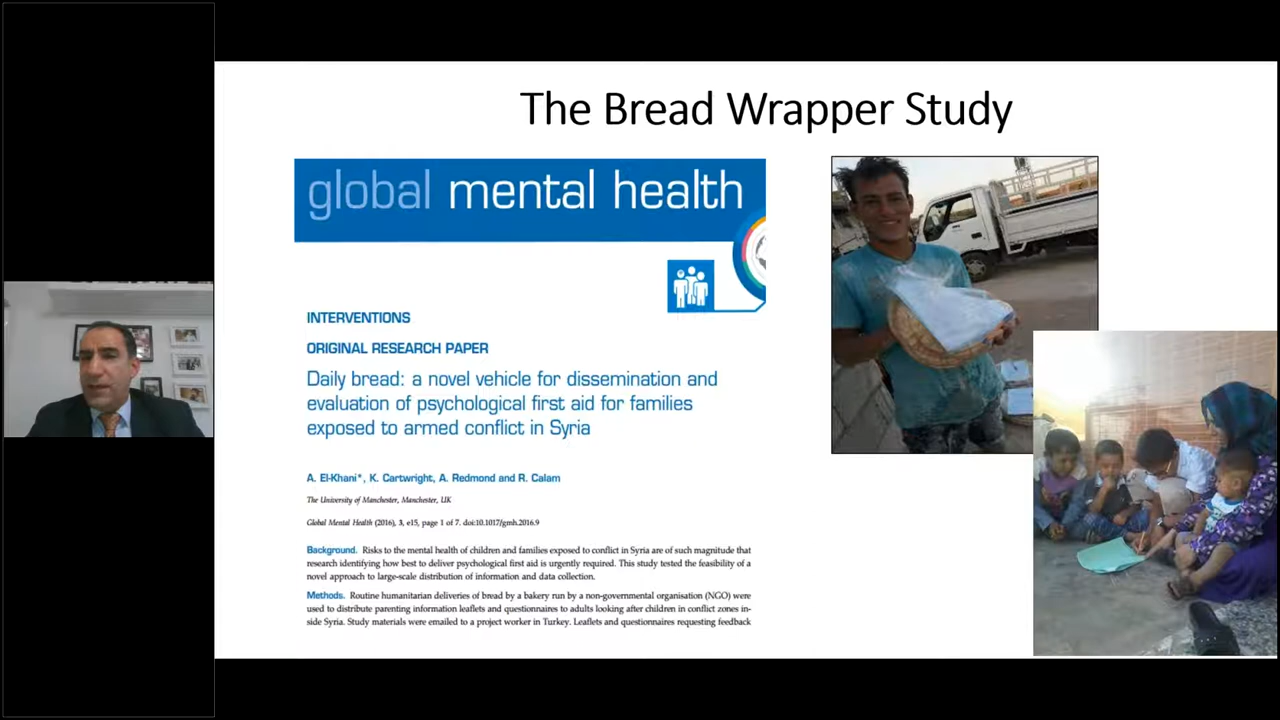 The Bread Wrapper Study
global mental health
INTERVENTIONS
ORIGINAL RESEARCH PAPER
Daily bread: a novel vehicle for dissemination and
evaluation of psychological first aid for families
exposed to armed conflict in Syria
A. El-Khani*, K. Cartwright, A. Redmond and R. Calam
The University of Manchester, Manchester, UK
Global Mental Health (2016), 3, e15, page 1 of 7. doi:10.1017/gmh.2016.9
Background. Risks to the mental health of children and families exposed to conflict in Syria are of such magnitude that
research identifying how best to deliver psychological first aid is urgently required. This study tested the feasibility of a
novel approach to large-scale distribution of information and data collection.
Methods. Routine humanitarian deliveries of bread by a bakery run by a non-governmental organisation (NGO) were
used to distribute parenting information leaflets and questionnaires to adults looking after children in conflict zones in-
side Syria. Study materials were emailed to a project worker in Turkey. Leaflets and questionnaires requesting feedback